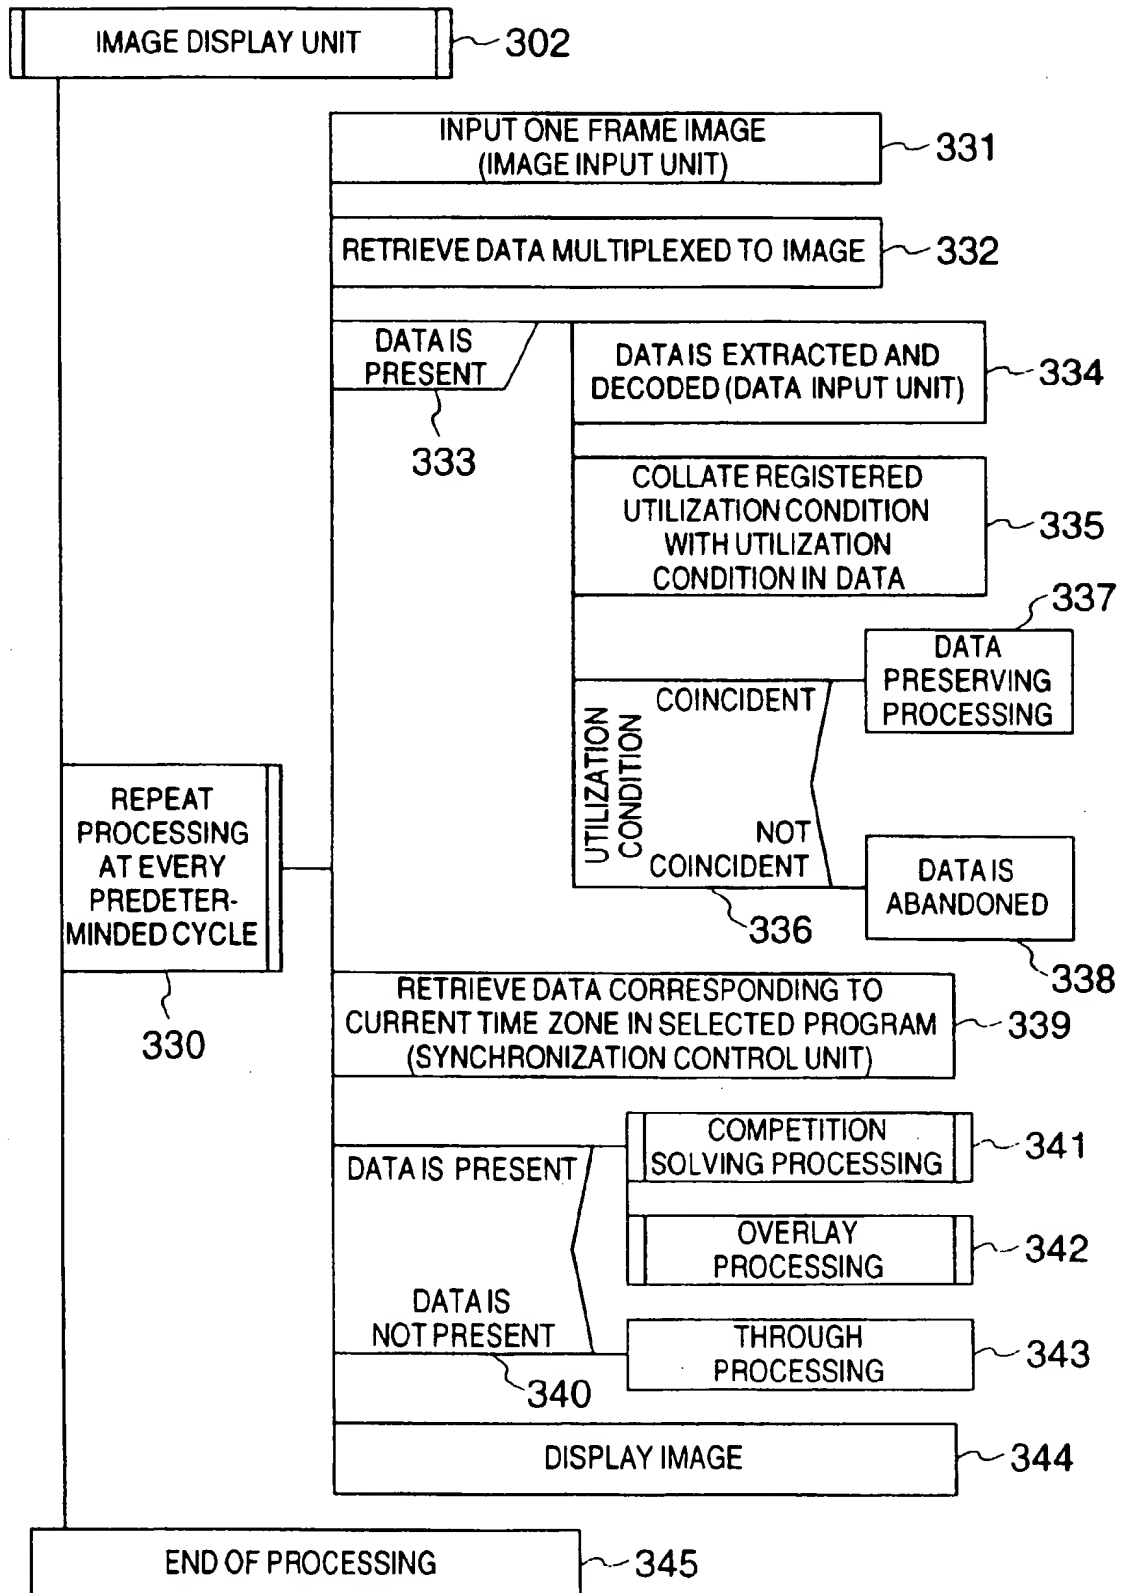 IMAGE DISPLAY UNIT
302
INPUT ONE FRAME IMAGE
(IMAGE INPUT UNIT)
331
RETRIEVE DATA MULTIPLEXED TO IMAGE
332
DATA IS
PRESENT
333
DATA IS EXTRACTED AND
DECODED (DATA INPUT UNIT)
334
COLLATE REGISTERED
UTILIZATION CONDITION
WITH UTILIZATION
CONDITION IN DATA
335
UTILIZATION
CONDITION
COINCIDENT
337
DATA
PRESERVING
PROCESSING
NOT
COINCIDENT
336
DATA IS
ABANDONED
338
REPEAT
PROCESSING
AT EVERY
PREDETER-
MINDED CYCLE
330
RETRIEVE DATA CORRESPONDING TO
CURRENT TIME ZONE IN SELECTED PROGRAM
(SYNCHRONIZATION CONTROL UNIT)
339
DATA IS PRESENT
COMPETITION
SOLVING PROCESSING
341
OVERLAY
PROCESSING
342
DATA IS
NOT PRESENT
340
THROUGH
PROCESSING
343
DISPLAY IMAGE
344
END OF PROCESSING
345